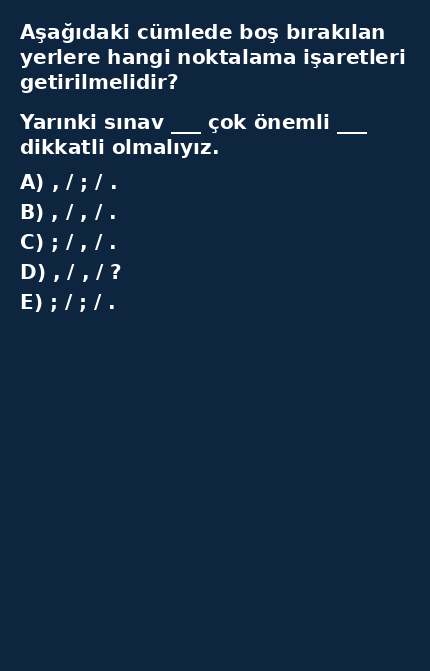 Aşağıdaki cümlede boş bırakılan
yerlere hangi noktalama işaretleri
getirilmelidir?
Yarınki sınav ___ çok önemli ___
dikkatli olmalıyız.
A) , / ; / .
B) , / , / .
C) ; / , / .
D) , / , / ?
E) ; / ; / .